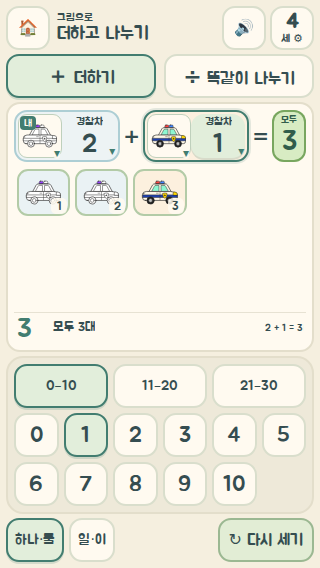 그림으로
더하고 나누기
4
세 ⚙
+ 더하기
÷ 똑같이 나누기
내
경찰차
2
+
경찰차
1
=
모두
3
1
2
3
3 모두 3대
2 + 1 = 3
0–10
11–20
21–30
0 1 2 3 4 5
6 7 8 9 10
하나·둘
일·이
↻ 다시 세기